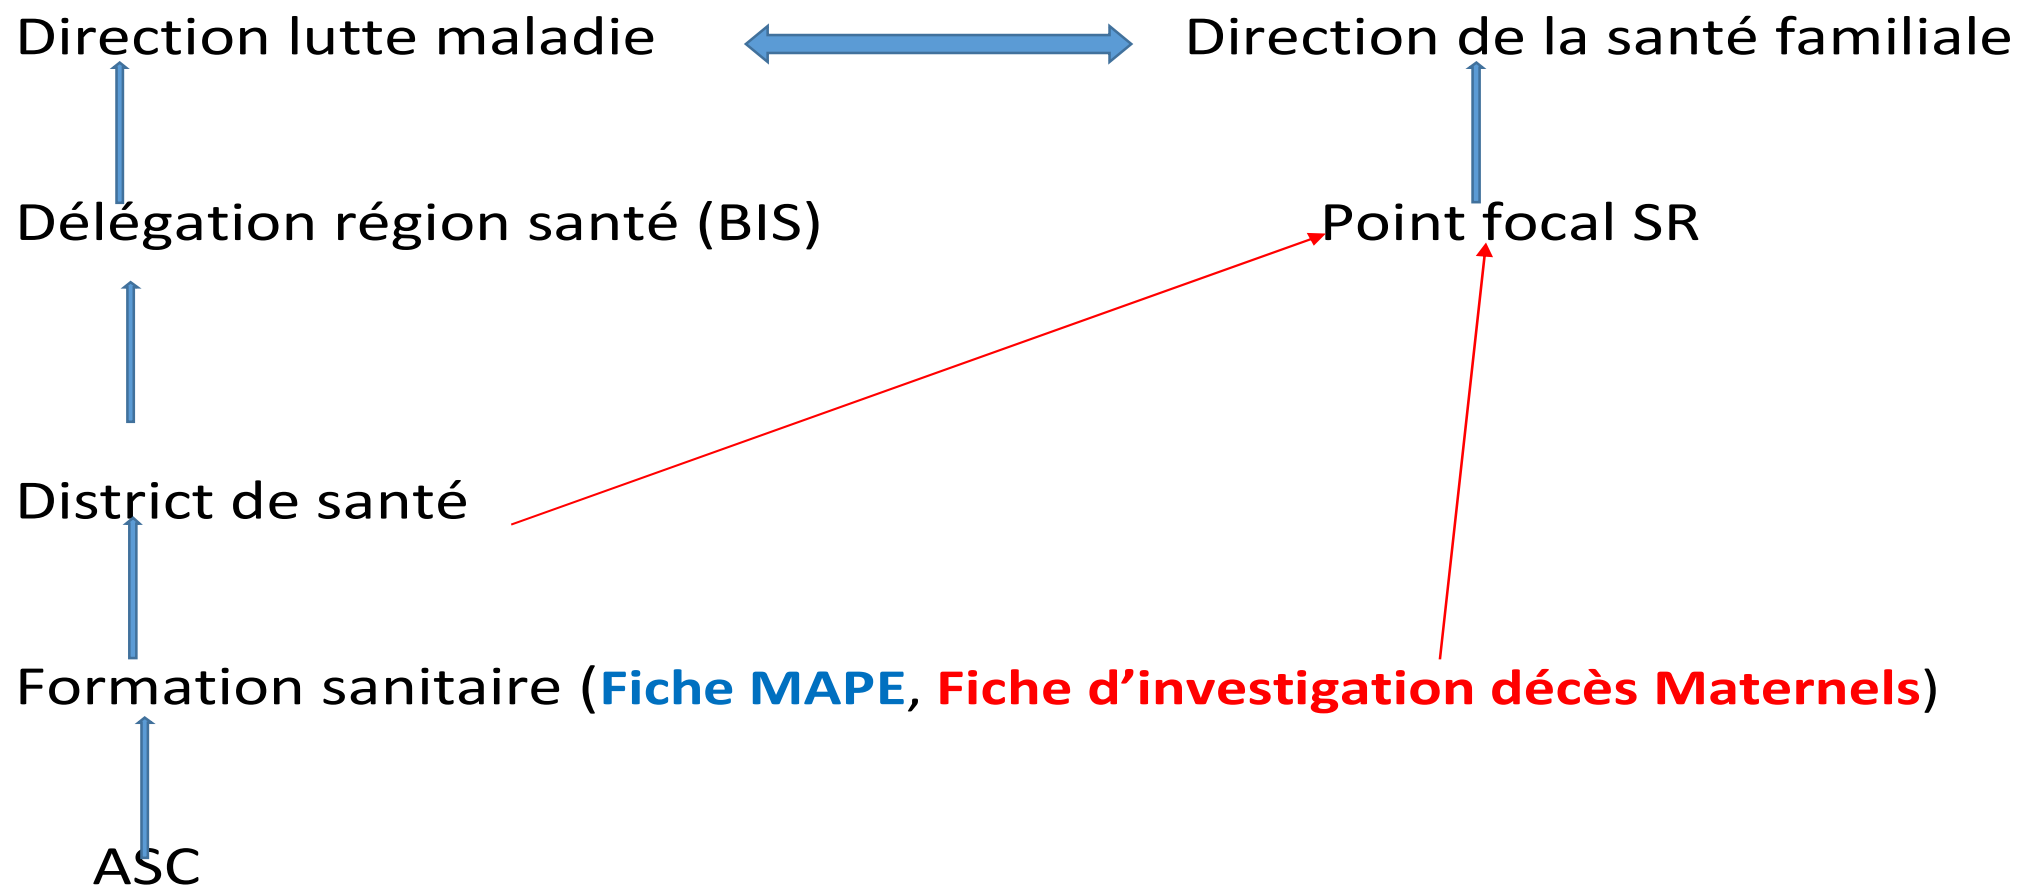 Direction lutte maladie
Direction de la santé familiale
Délégation région santé (BIS)
Point focal SR
District de santé
Formation sanitaire (Fiche MAPE, Fiche d’investigation décès Maternels)
ASC